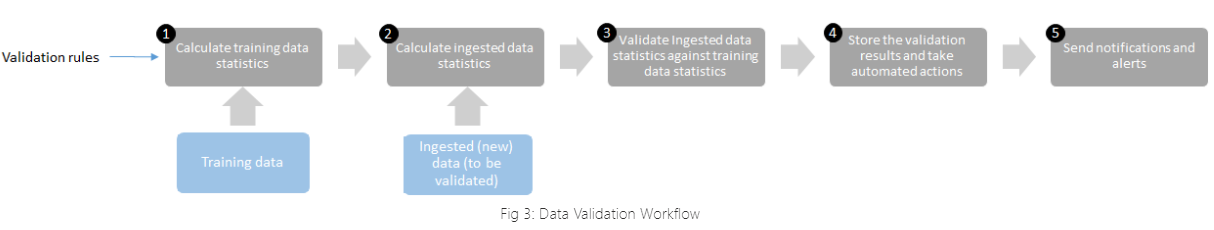 Validation rules
1
Calculate training data
statistics
2
Calculate ingested data
statistics
3
Validate Ingested data
statistics against training
data statistics
4
Store the validation
results and take
automated actions
5
Send notifications and
alerts
Training data
Ingested (new)
data (to be
validated)
Fig 3: Data Validation Workflow